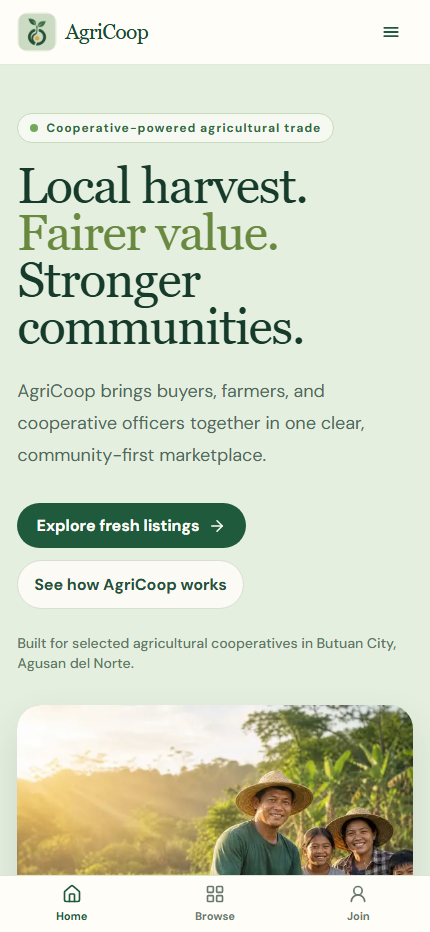 AgriCoop
Cooperative-powered agricultural trade
Local harvest.
Fairer value.
Stronger
communities.
AgriCoop brings buyers, farmers, and
cooperative officers together in one clear,
community-first marketplace.
Explore fresh listings
See how AgriCoop works
Built for selected agricultural cooperatives in Butuan City,
Agusan del Norte.
Home
Browse
Join